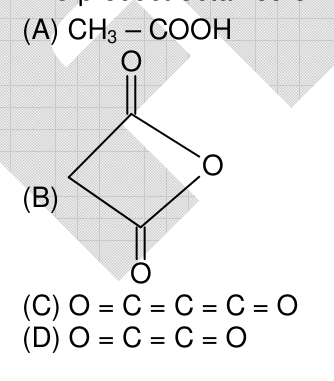 (A) CH₃ – COOH
O
O
(B)
O
(C) O = C = C = C = O
(D) O = C = C = O